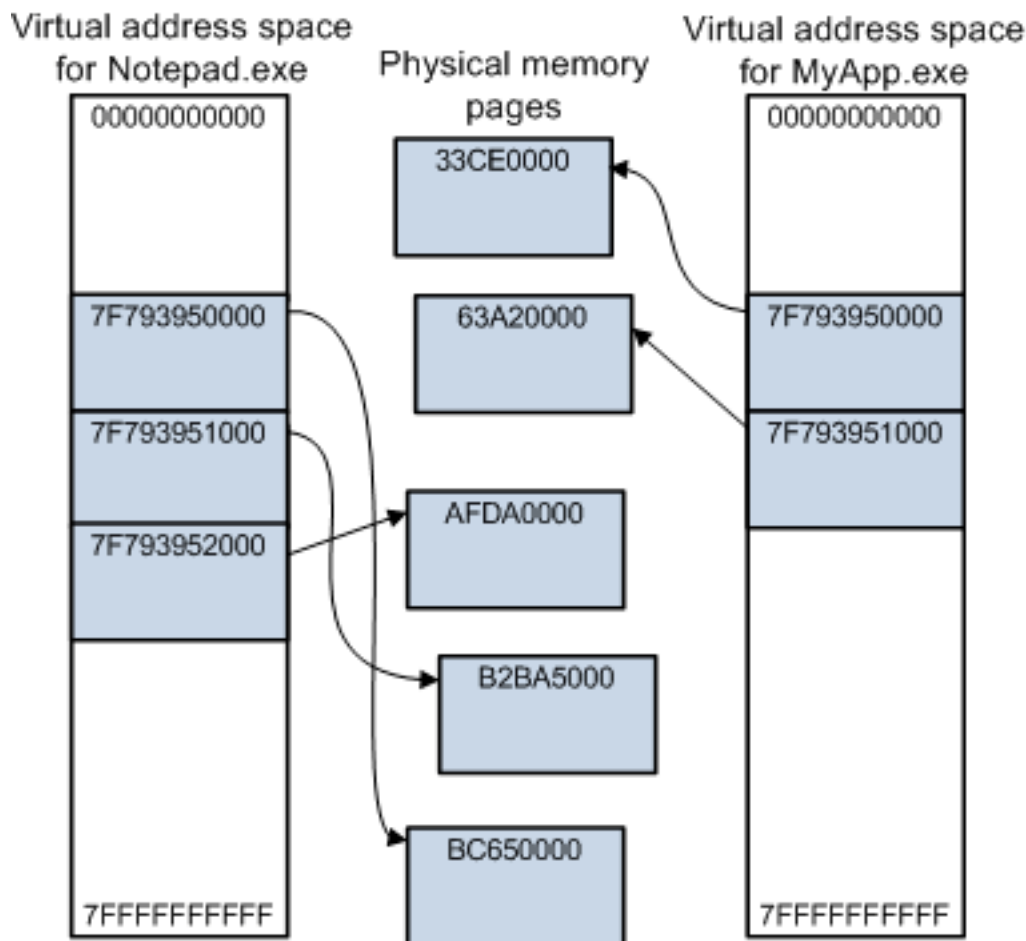 Virtual address space
for Notepad.exe
00000000000
7F793950000
7F793951000
7F793952000
7FFFFFFFFFF
Physical memory
pages
33CE0000
63A20000
AFDA0000
B2BA5000
BC650000
Virtual address space
for MyApp.exe
00000000000
7F793950000
7F793951000
7FFFFFFFFFF